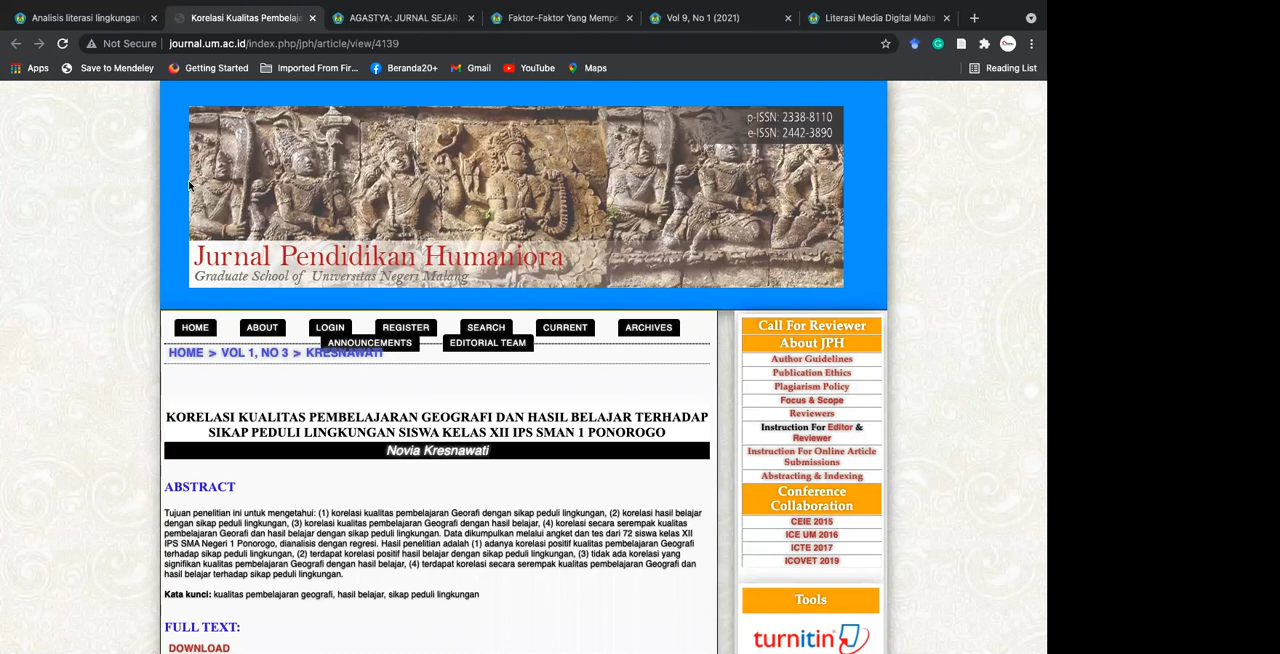 Analisis literasi lingkungan
Korelasi Kualitas Pembelaja
AGASTYA: JURNAL SEJAR
Faktor-Faktor Yang Mempe
Vol 9, No 1 (2021)
Literasi Media Digital Maha
Not Secure
journal.um.ac.id/index.php/jph/article/view/4139
Apps
Save to Mendeley
Getting Started
Imported From Fir...
Beranda20+
Gmail
YouTube
Maps
Reading List
p-ISSN: 2338-8110
e-ISSN: 2442-3890
Jurnal Pendidikan Humaniora
Graduate School of Universitas Negeri Malang
HOME
ABOUT
LOGIN
REGISTER
SEARCH
CURRENT
ARCHIVES
ANNOUNCEMENTS
EDITORIAL TEAM
HOME > VOL 1, NO 3 > KRESNAWATI
KORELASI KUALITAS PEMBELAJARAN GEOGRAFI DAN HASIL BELAJAR TERHADAP
SIKAP PEDULI LINGKUNGAN SISWA KELAS XII IPS SMAN 1 PONOROGO
Novia Kresnawati
ABSTRACT
Tujuan penelitian ini untuk mengetahui: (1) korelasi kualitas pembelajaran Georafi dengan sikap peduli lingkungan, (2) korelasi hasil belajar
dengan sikap peduli lingkungan, (3) korelasi kualitas pembelajaran Geografi dengan hasil belajar, (4) korelasi secara serempak kualitas
pembelajaran Georafi dan hasil belajar dengan sikap peduli lingkungan. Data dikumpulkan melalui angket dan tes dari 72 siswa kelas XII
IPS SMA Negeri 1 Ponorogo, dianalisis dengan regresi. Hasil penelitian adalah (1) adanya korelasi positif kualitas pembelajaran Geografi
terhadap sikap peduli lingkungan, (2) terdapat korelasi positif hasil belajar dengan sikap peduli lingkungan, (3) tidak ada korelasi yang
signifikan kualitas pembelajaran Geografi dengan hasil belajar, (4) terdapat korelasi secara serempak kualitas pembelajaran Geografi dan
hasil belajar terhadap sikap peduli lingkungan.
Kata kunci: kualitas pembelajaran geografi, hasil belajar, sikap peduli lingkungan
FULL TEXT:
DOWNLOAD
Call For Reviewer
About JPH
Author Guidelines
Publication Ethics
Plagiarism Policy
Focus & Scope
Reviewers
Instruction For Editor &
Reviewer
Instruction For Online Article
Submissions
Abstracting & Indexing
Conference
Collaboration
CEIE 2015
ICE UM 2016
ICTE 2017
ICOVET 2019
Tools
turnitin